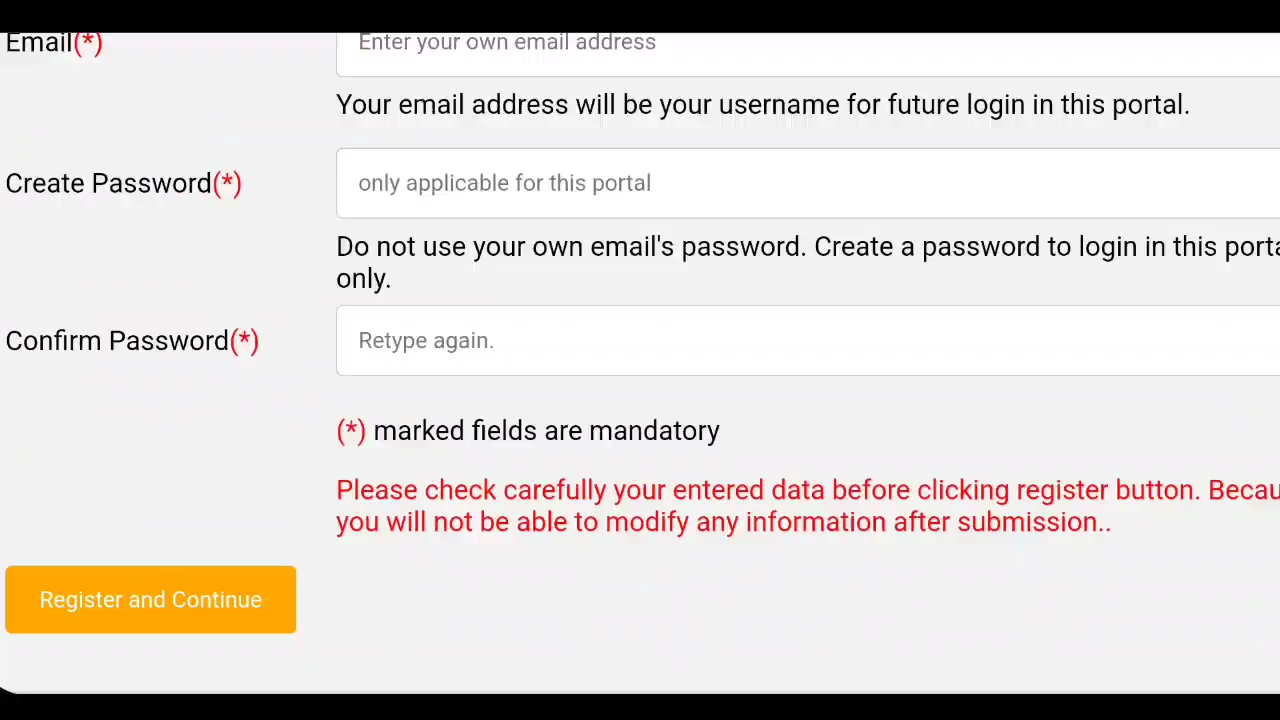 Email(*)
Enter your own email address
Your email address will be your username for future login in this portal.
Create Password(*)
only applicable for this portal
Do not use your own email's password. Create a password to login in this
only.
Confirm Password(*)
Retype again.
(*) marked fields are mandatory
Please check carefully your entered data before clicking register button.
you will not be able to modify any information after submission..
Register and Continue